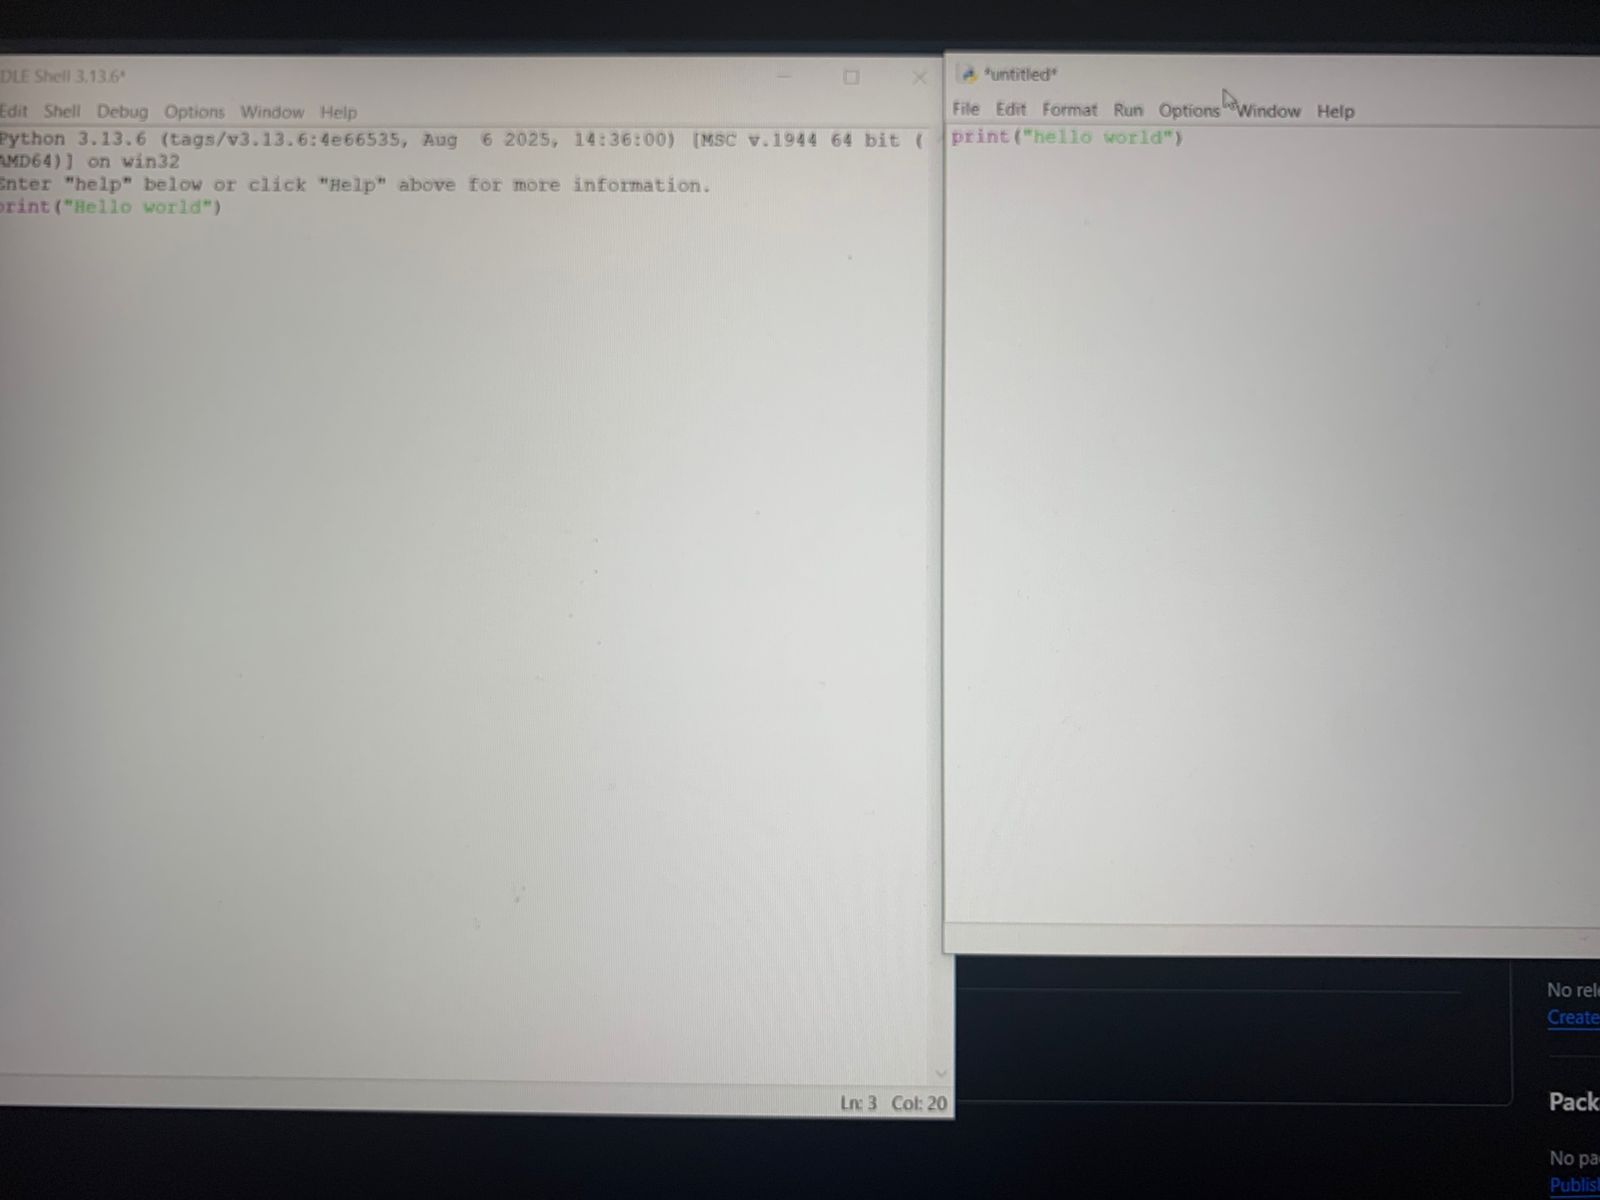 DLE Shell 3.13.6*
Edit Shell Debug Options Window Help
Python 3.13.6 (tags/v3.13.6:4e66535, Aug  6 2025, 14:36:00) [MSC v.1944 64 bit (
AMD64)] on win32
Enter "help" below or click "Help" above for more information.
print("Hello world")
Ln: 3 Col: 20
*untitled*
File Edit Format Run Options Window Help
print("hello world")
No rel
Create
Pack
No pa
Publis